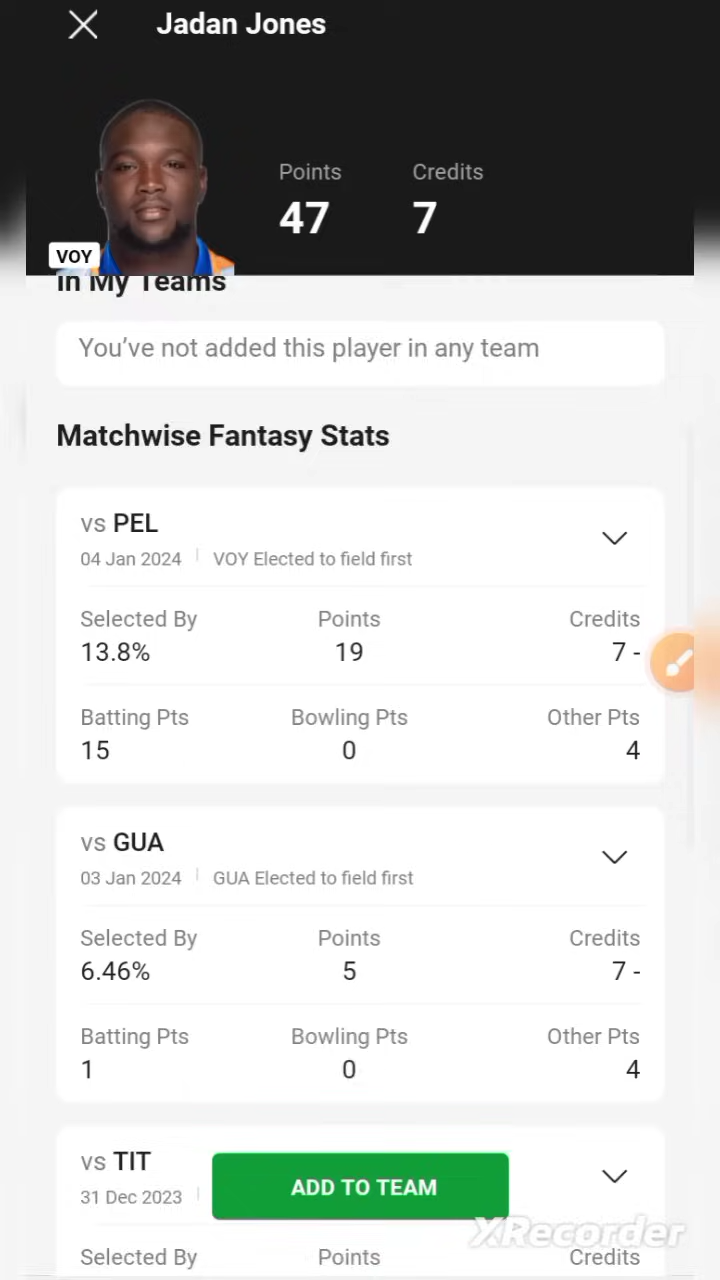 Jadan Jones
Points
Credits
47
7
VOY
In My Teams
You've not added this player in any team
Matchwise Fantasy Stats
vs PEL
04 Jan 2024 | VOY Elected to field first
Selected By Points Credits
13.8% 19 7 -
Batting Pts Bowling Pts Other Pts
15 0 4
vs GUA
03 Jan 2024 | GUA Elected to field first
Selected By Points Credits
6.46% 5 7 -
Batting Pts Bowling Pts Other Pts
1 0 4
vs TIT
31 Dec 2023 |
ADD TO TEAM
XRecorder
Selected By Points Credits